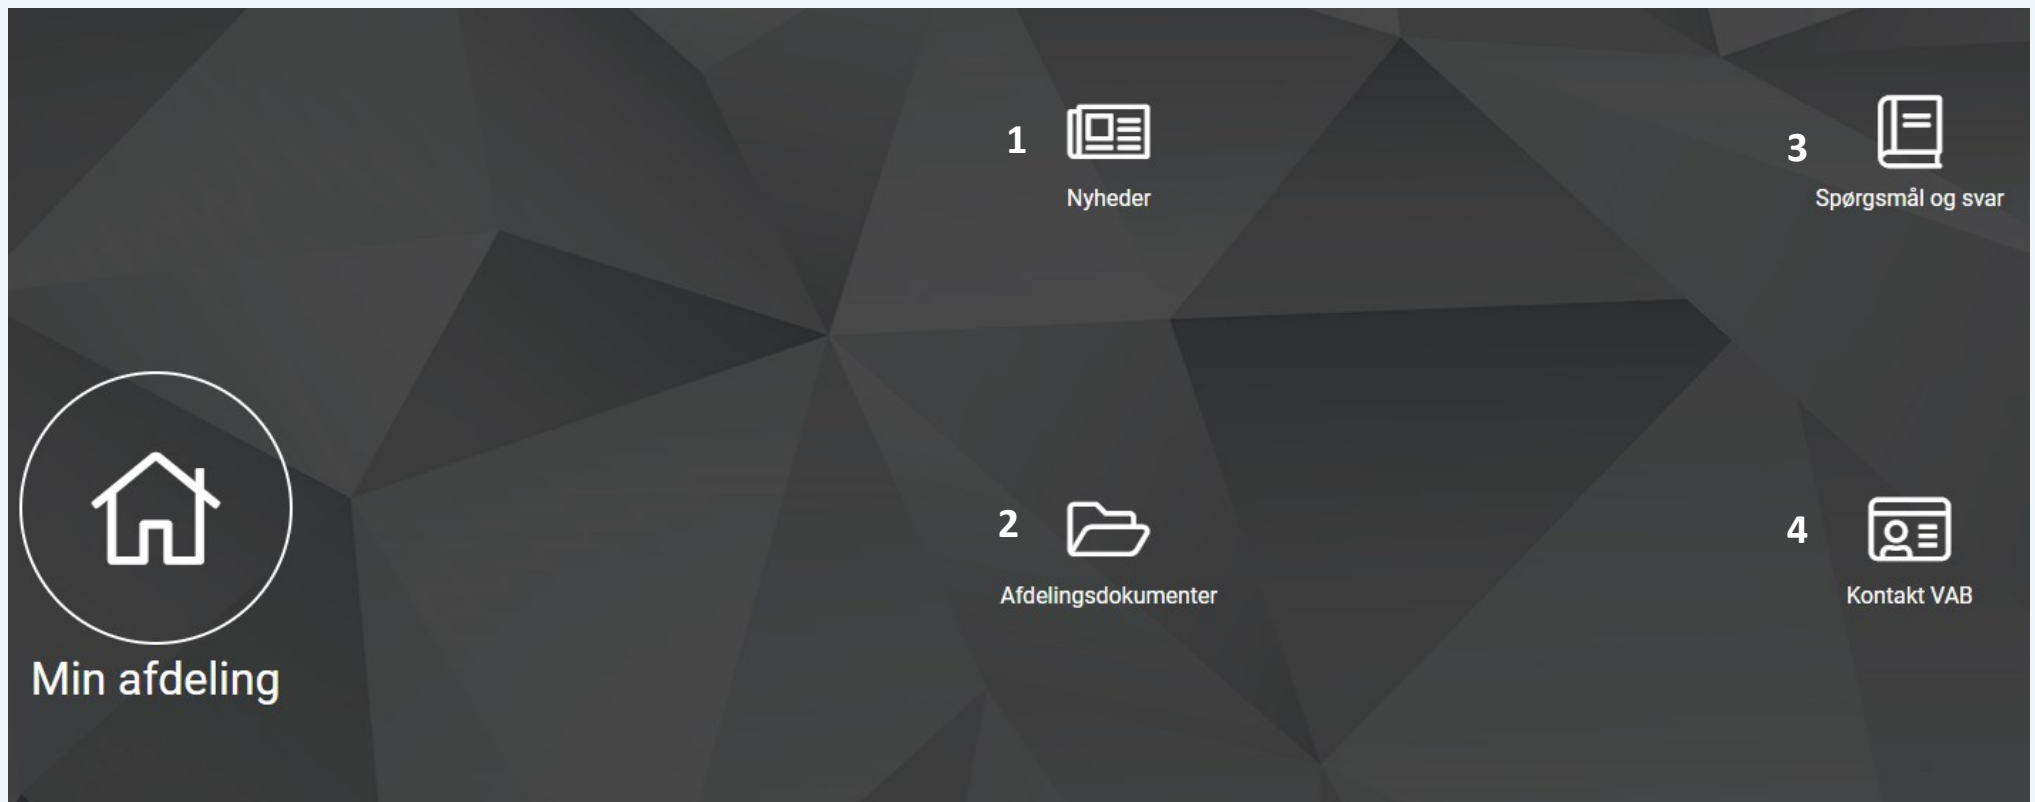 1
Nyheder
3
Spørgsmål og svar
2
Afdelingsdokumenter
4
Kontakt VAB
Min afdeling